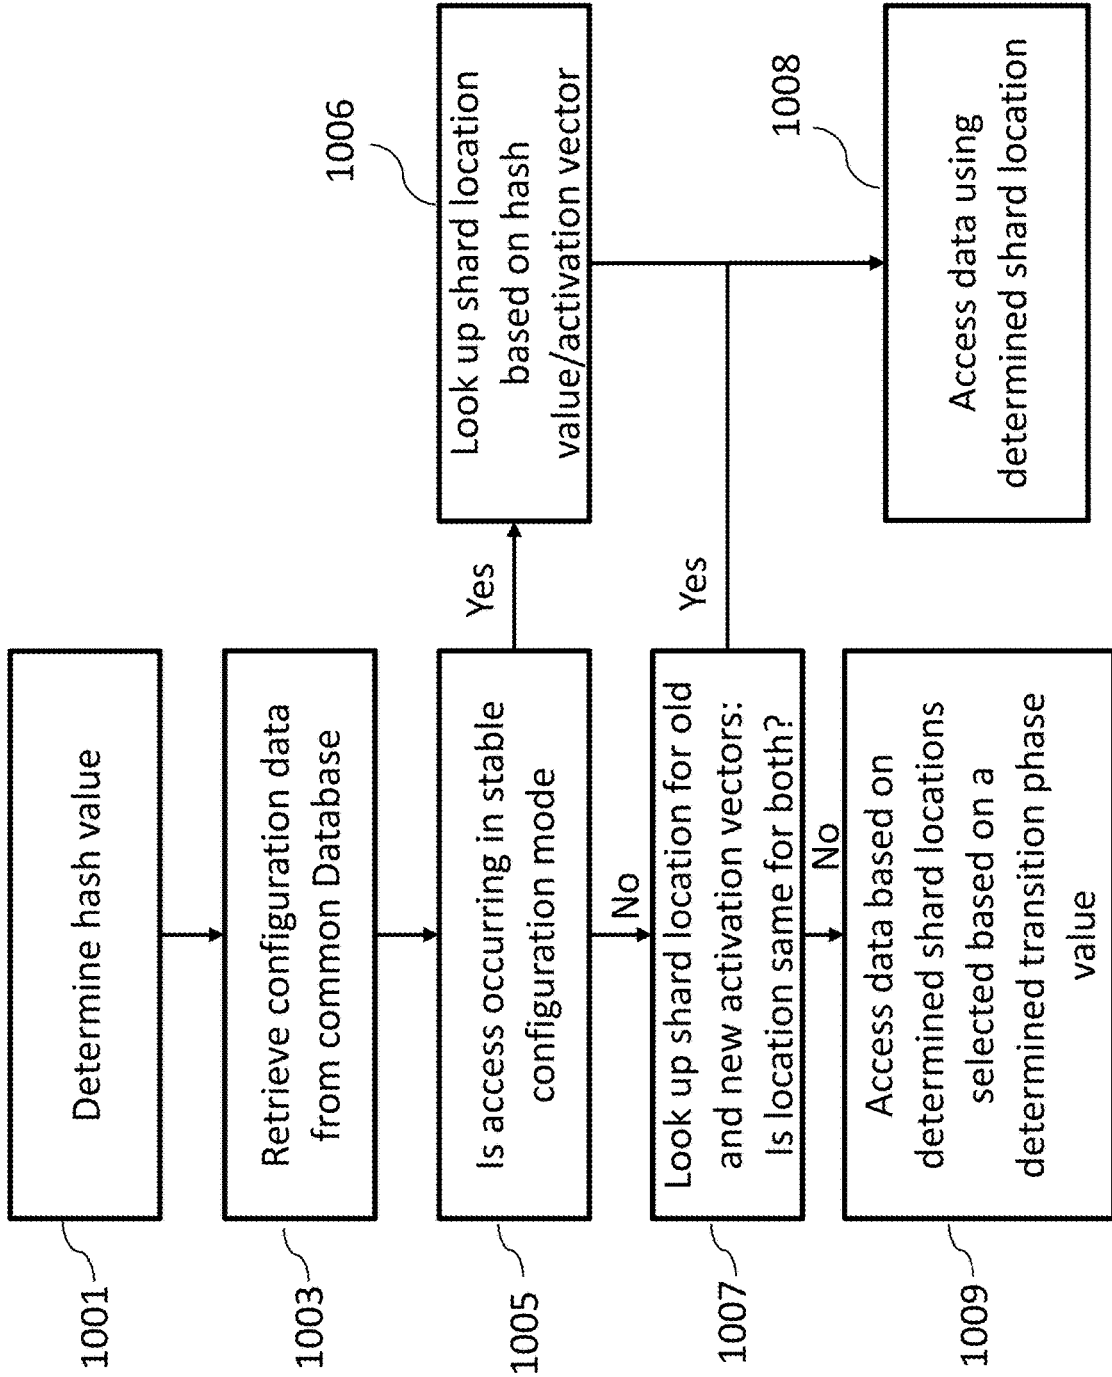 1001
Determine hash value
1003
Retrieve configuration data
from common Database
1005
Is access occurring in stable
configuration mode
Yes
1006
Look up shard location
based on hash
value/activation vector
No
1007
Look up shard location for old
and new activation vectors:
Is location same for both?
Yes
1008
Access data using
determined shard location
No
1009
Access data based on
determined shard locations
selected based on a
determined transition phase
value